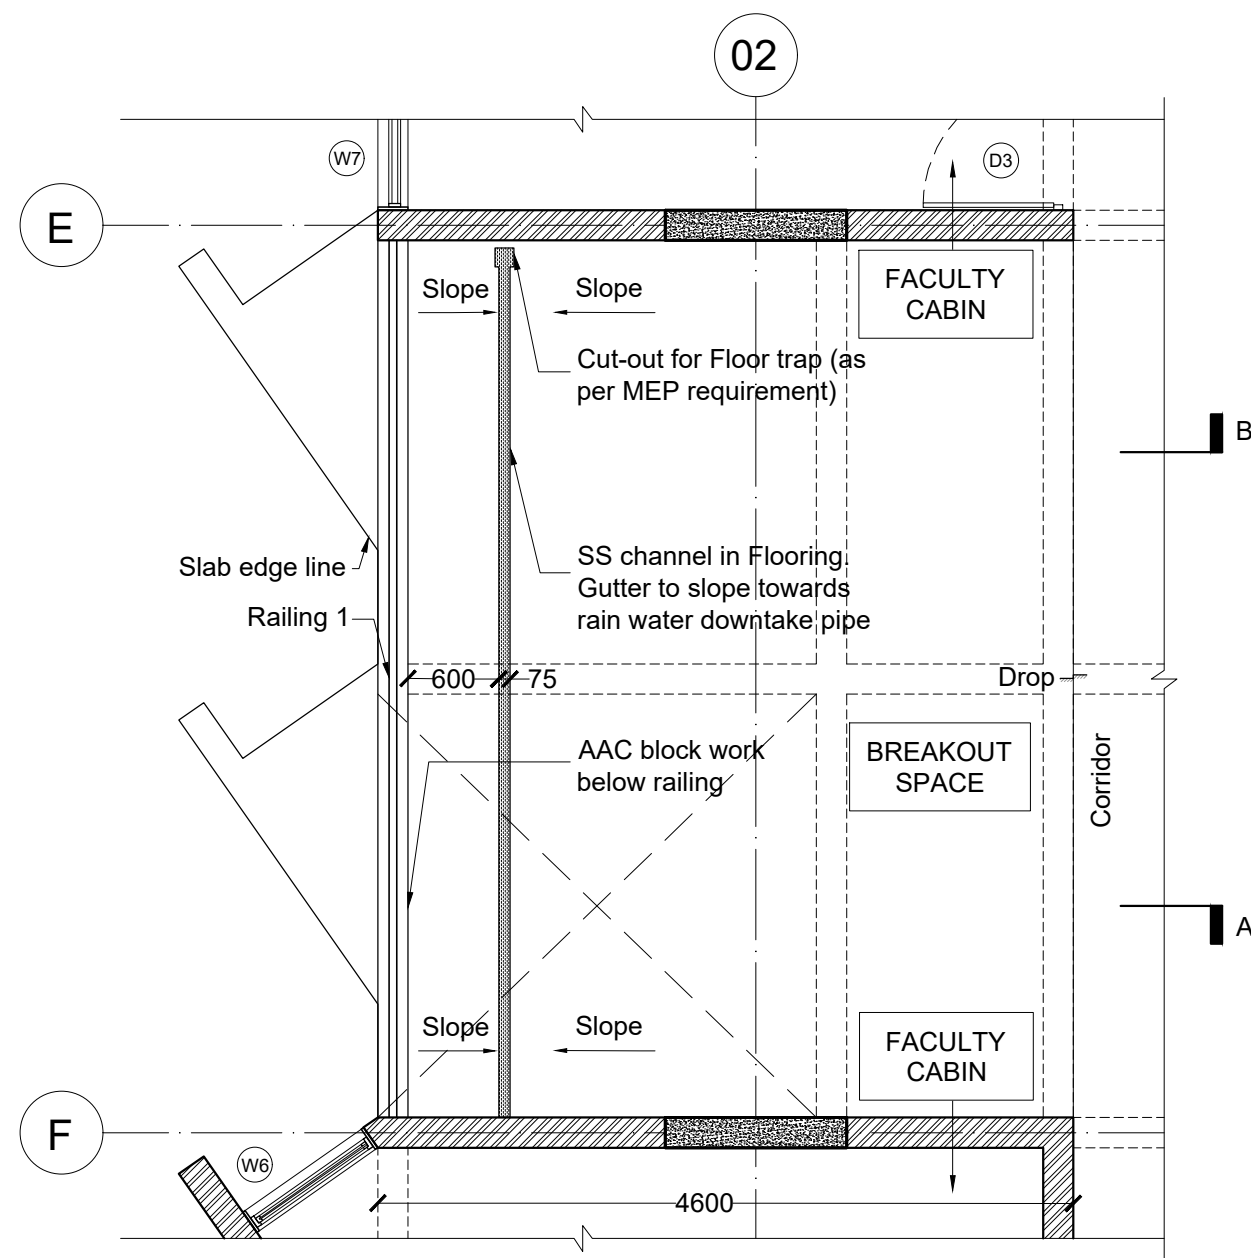 02
W7
D3
E
FACULTY
CABIN
Slope
Slope
Cut-out for Floor trap (as
per MEP requirement)
B
SS channel in Flooring.
Gutter to slope towards
rain water downtake pipe
Slab edge line
Railing 1
600
75
Drop
AAC block work
below railing
BREAKOUT
SPACE
Corridor
A
Slope
Slope
FACULTY
CABIN
F
W6
4600